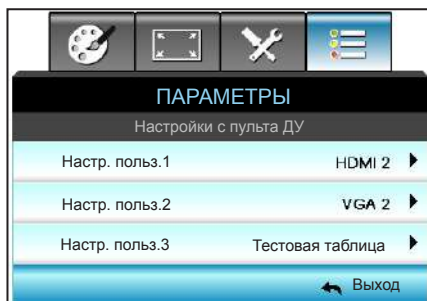 ПАРАМЕТРЫ
Настройки с пульта ДУ
Настр. польз.1 HDMI 2
Настр. польз.2 VGA 2
Настр. польз.3 Тестовая таблица
Выход